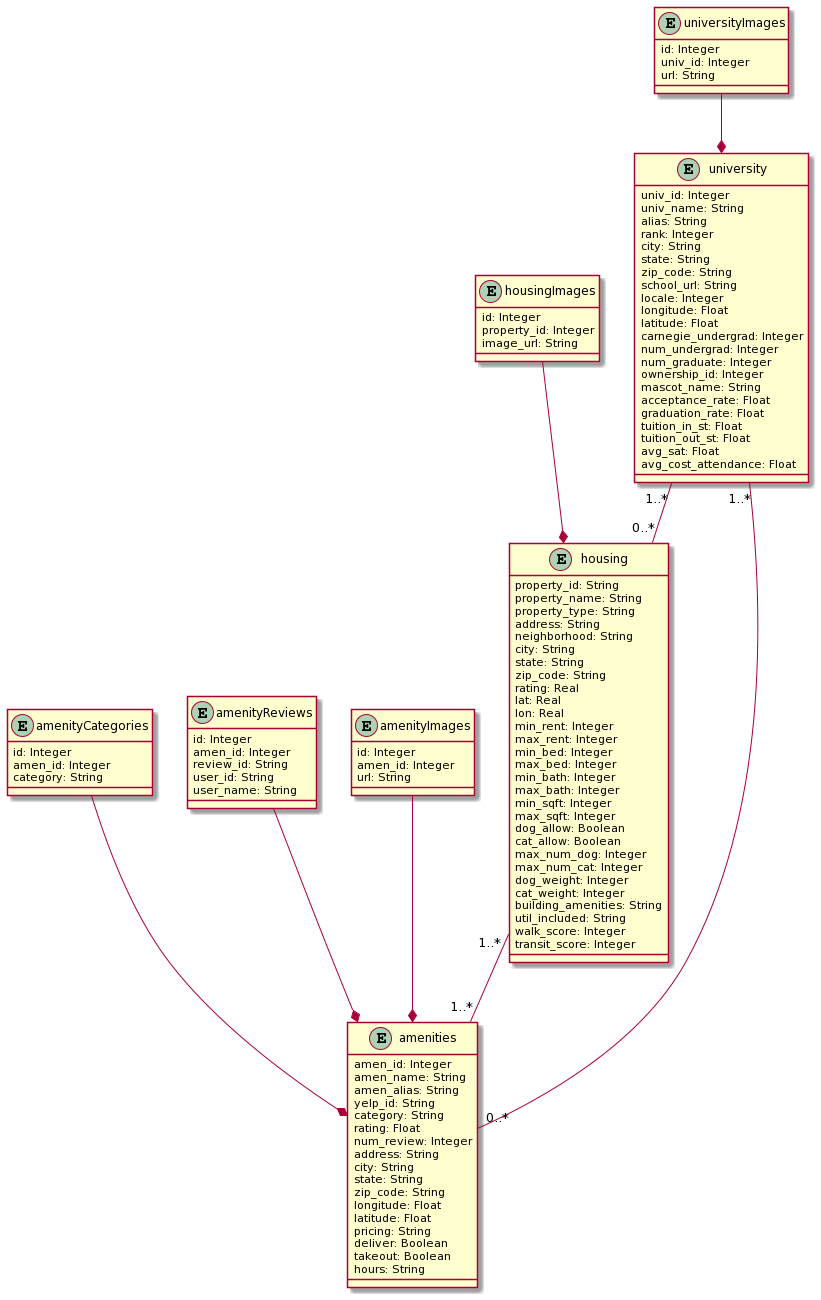 E universityImages
id: Integer
univ_id: Integer
url: String
E university
univ_id: Integer
univ_name: String
alias: String
rank: Integer
city: String
state: String
zip_code: String
school_url: String
locale: Integer
longitude: Float
latitude: Float
carnegie_undergrad: Integer
num_undergrad: Integer
num_graduate: Integer
ownership_id: Integer
mascot_name: String
acceptance_rate: Float
graduation_rate: Float
tuition_in_st: Float
tuition_out_st: Float
avg_sat: Float
avg_cost_attendance: Float
E housingImages
id: Integer
property_id: Integer
image_url: String
1..*
1..*
0..*
E housing
property_id: String
property_name: String
property_type: String
address: String
neighborhood: String
city: String
state: String
zip_code: String
rating: Real
lat: Real
lon: Real
min_rent: Integer
max_rent: Integer
min_bed: Integer
max_bed: Integer
min_bath: Integer
max_bath: Integer
min_sqft: Integer
max_sqft: Integer
dog_allow: Boolean
cat_allow: Boolean
max_num_dog: Integer
max_num_cat: Integer
dog_weight: Integer
cat_weight: Integer
building_amenities: String
util_included: String
walk_score: Integer
transit_score: Integer
E amenityCategories
id: Integer
amen_id: Integer
category: String
E amenityReviews
id: Integer
amen_id: Integer
review_id: String
user_id: String
user_name: String
E amenityImages
id: Integer
amen_id: Integer
url: String
1..*
1..*
0..*
E amenities
amen_id: Integer
amen_name: String
amen_alias: String
yelp_id: String
category: String
rating: Float
num_review: Integer
address: String
city: String
state: String
zip_code: String
longitude: Float
latitude: Float
pricing: String
deliver: Boolean
takeout: Boolean
hours: String